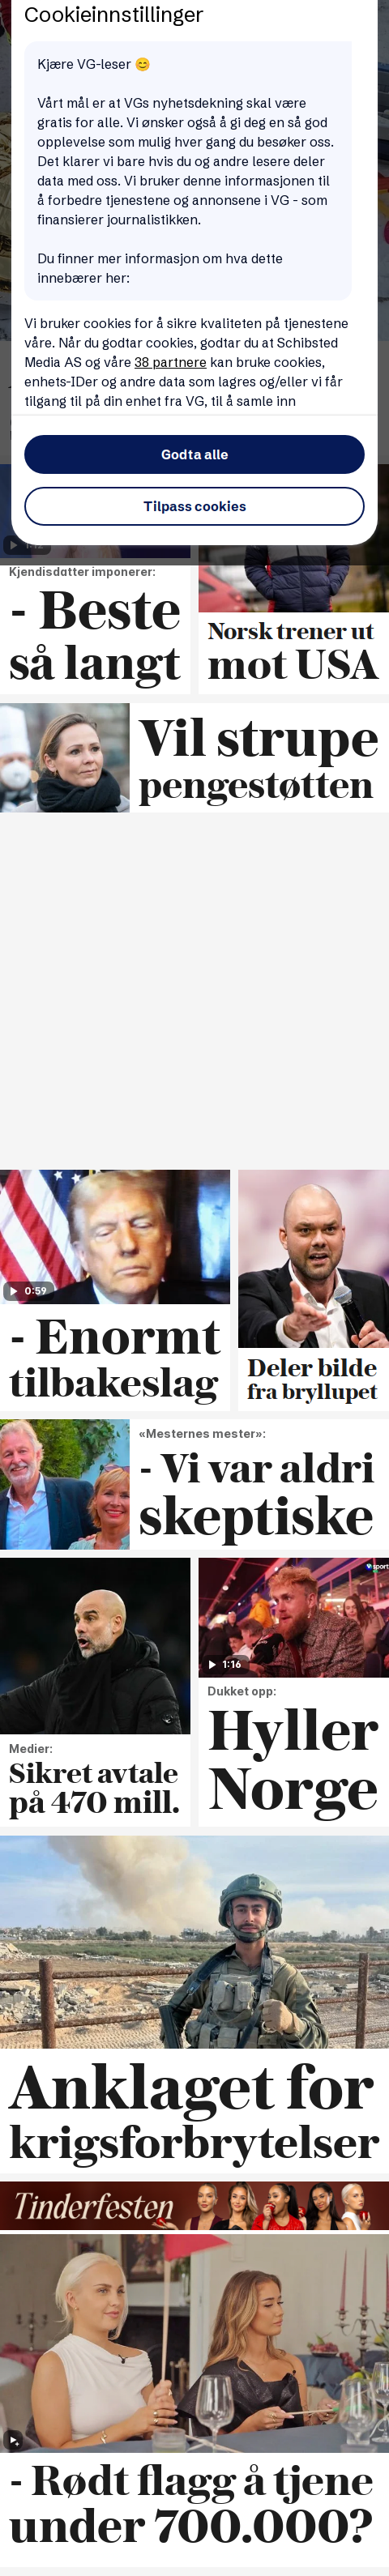 Cookieinnstillinger
Kjære VG-leser 😊
Vårt mål er at VGs nyhetsdekning skal være
gratis for alle. Vi ønsker også å gi deg en så god
opplevelse som mulig hver gang du besøker oss.
Det klarer vi bare hvis du og andre lesere deler
data med oss. Vi bruker denne informasjonen til
å forbedre tjenestene og annonsene i VG - som
finansierer journalistikken.
Du finner mer informasjon om hva dette
innebærer her:
Vi bruker cookies for å sikre kvaliteten på tjenestene
våre. Når du godtar cookies, godtar du at Schibsted
Media AS og våre 38 partnere kan bruke cookies,
enhets-IDer og andre data som lagres og/eller vi får
tilgang til på din enhet fra VG, til å samle inn
Godta alle
Tilpass cookies
Kjendisdatter imponerer:
- Beste
så langt
Norsk trener ut
mot USA
Vil strupe
pengestøtten
0:59
- Enormt
tilbakeslag
Deler bilde
fra bryllupet
«Mesternes mester»:
- Vi var aldri
skeptiske
Medier:
Sikret avtale
på 470 mill.
sport
1:16
Dukket opp:
Hyller
Norge
Anklaget for
krigsforbrytelser
Tinderfesten
- Rødt flagg å tjene
under 700.000?